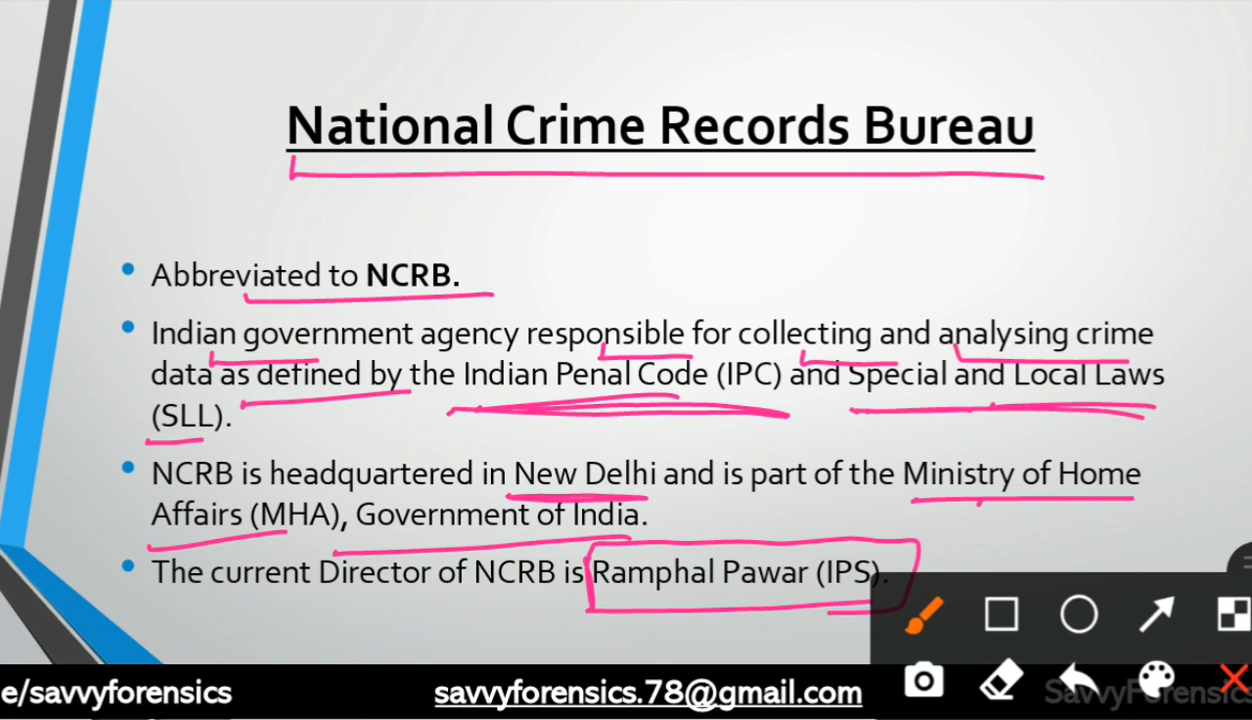 National Crime Records Bureau
• Abbreviated to NCRB.
• Indian government agency responsible for collecting and analysing crime
data as defined by the Indian Penal Code (IPC) and Special and Local Laws
(SLL).
• NCRB is headquartered in New Delhi and is part of the Ministry of Home
Affairs (MHA), Government of India.
• The current Director of NCRB is Ramphal Pawar (IPS).
e/savvyforensics
savvyforensics.78@gmail.com
SavvyForensics